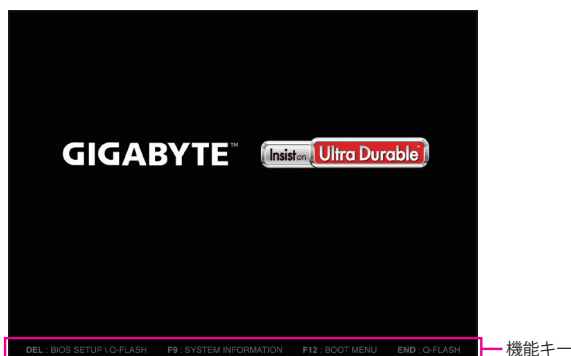 GIGABYTE™ Insist on Ultra Durable™
DEL : BIOS SETUP \ Q-FLASH F9 : SYSTEM INFORMATION F12 : BOOT MENU END : Q-FLASH
機能キー